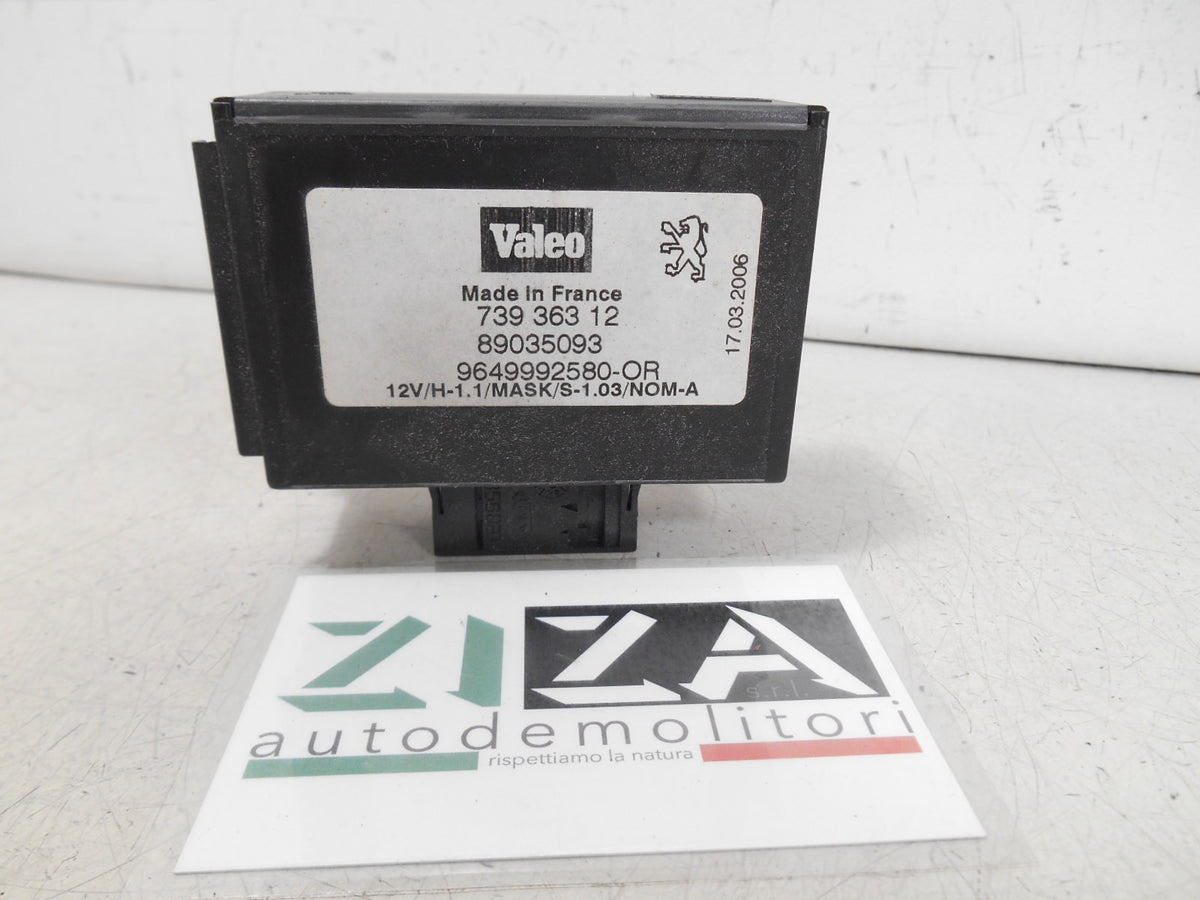 Valeo
Made in France
739 363 12
89035093
9649992580-OR
12V/H-1.1/MASK/S-1.03/NOM-A
17.03.2006
ZIZA
s.r.l.
autodemolitori
rispettiamo la natura